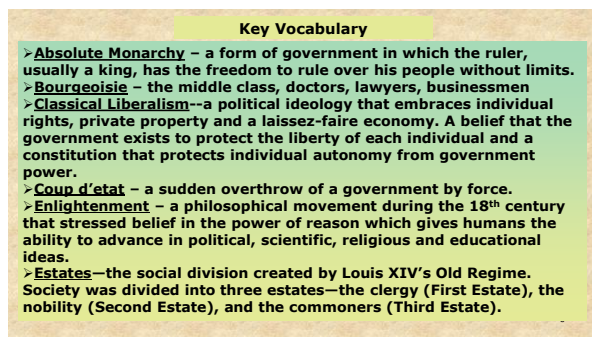 Key Vocabulary
➢Absolute Monarchy – a form of government in which the ruler,
usually a king, has the freedom to rule over his people without limits.
➢Bourgeoisie – the middle class, doctors, lawyers, businessmen
➢Classical Liberalism--a political ideology that embraces individual
rights, private property and a laissez-faire economy. A belief that the
government exists to protect the liberty of each individual and a
constitution that protects individual autonomy from government
power.
➢Coup d’etat – a sudden overthrow of a government by force.
➢Enlightenment – a philosophical movement during the 18th century
that stressed belief in the power of reason which gives humans the
ability to advance in political, scientific, religious and educational
ideas.
➢Estates—the social division created by Louis XIV’s Old Regime.
Society was divided into three estates—the clergy (First Estate), the
nobility (Second Estate), and the commoners (Third Estate).